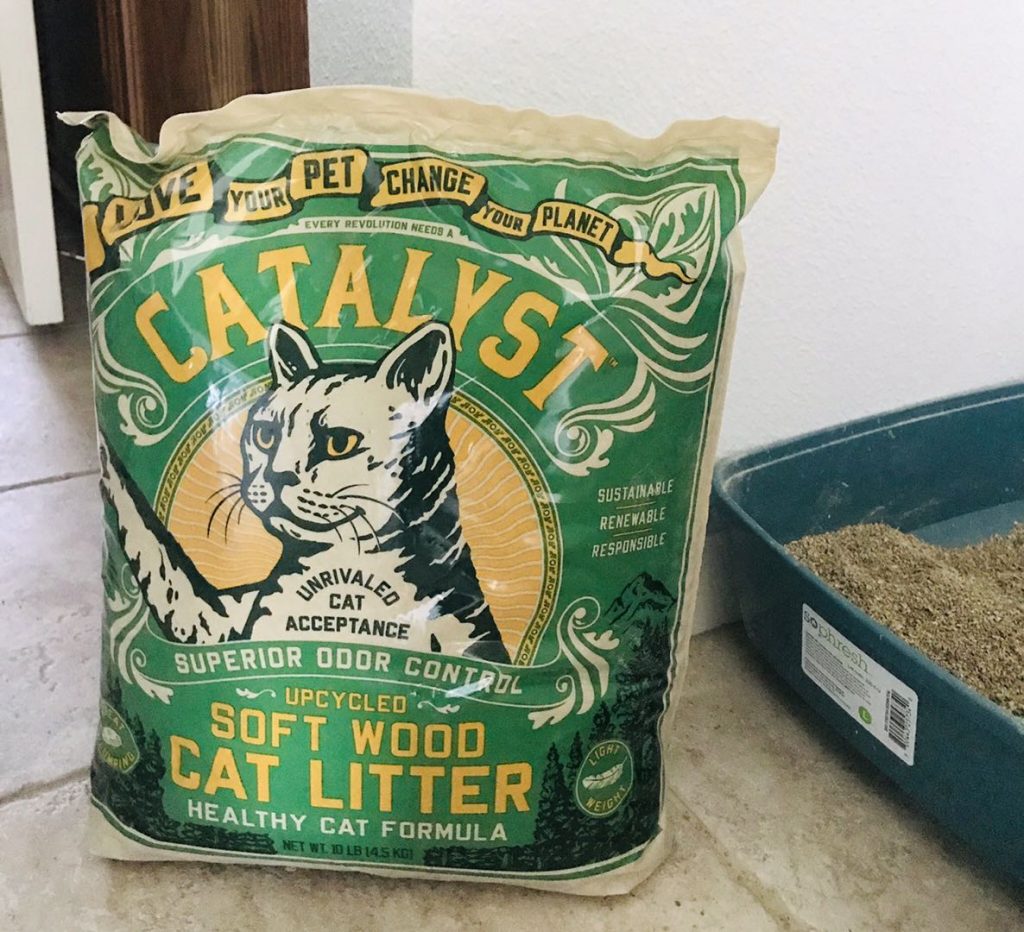 LOVE YOUR PET CHANGE YOUR PLANET
EVERY REVOLUTION NEEDS A
CATALYST™
SUSTAINABLE
RENEWABLE
RESPONSIBLE
UNRIVALED
CAT
ACCEPTANCE
SUPERIOR ODOR CONTROL
UPCYCLED
SOFT WOOD
CAT LITTER
HEALTHY CAT FORMULA
NET WT. 10 LB (4.5 KG)
LIGHT
WEIGHT
so phresh
L